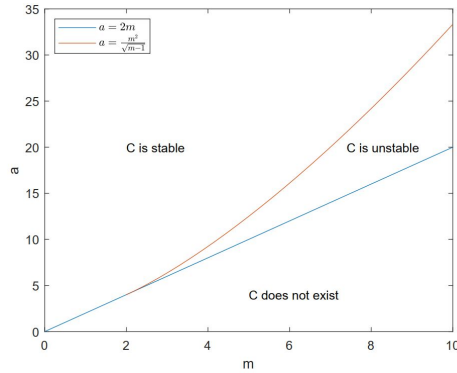 35
30
25
20
15
10
5
0
a
a = 2m
a = m²/√(m−1)
C is stable
C is unstable
C does not exist
0
2
4
6
8
10
m